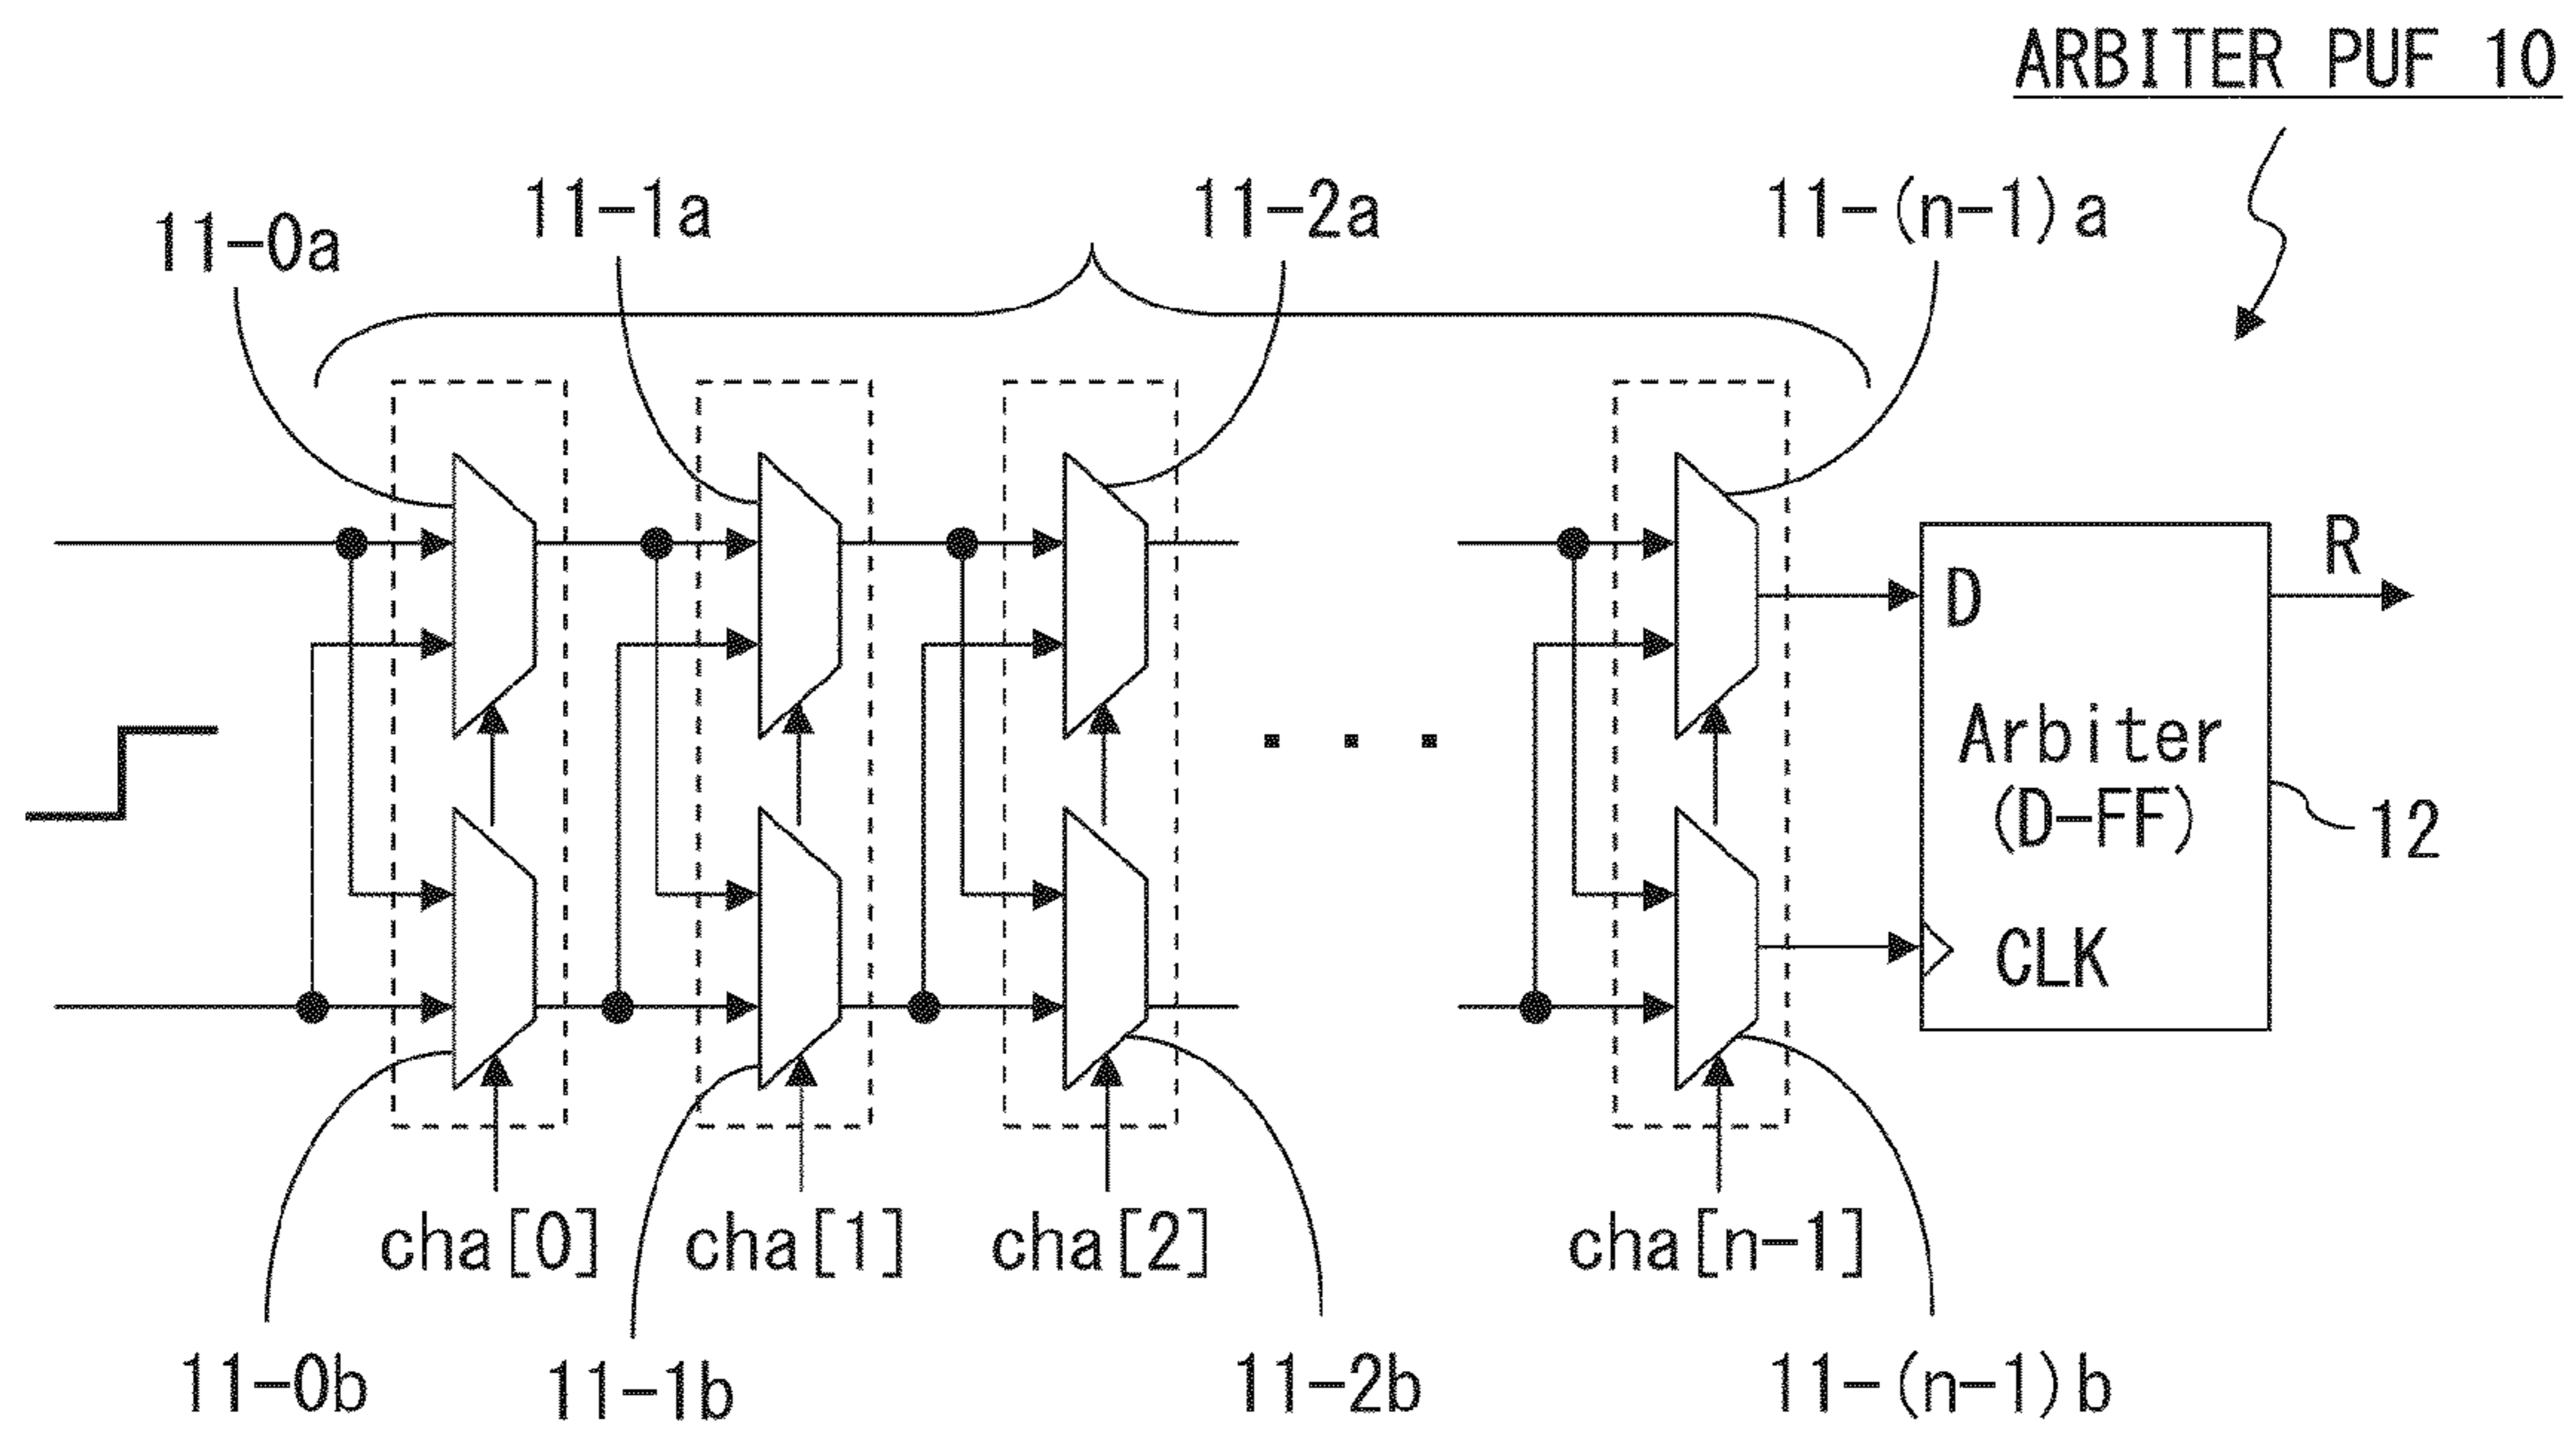 ARBITER PUF 10
11-0a
11-1a
11-2a
11-(n-1)a
D
R
Arbiter
(D-FF)
12
CLK
cha[0]
cha[1]
cha[2]
cha[n-1]
11-0b
11-1b
11-2b
11-(n-1)b